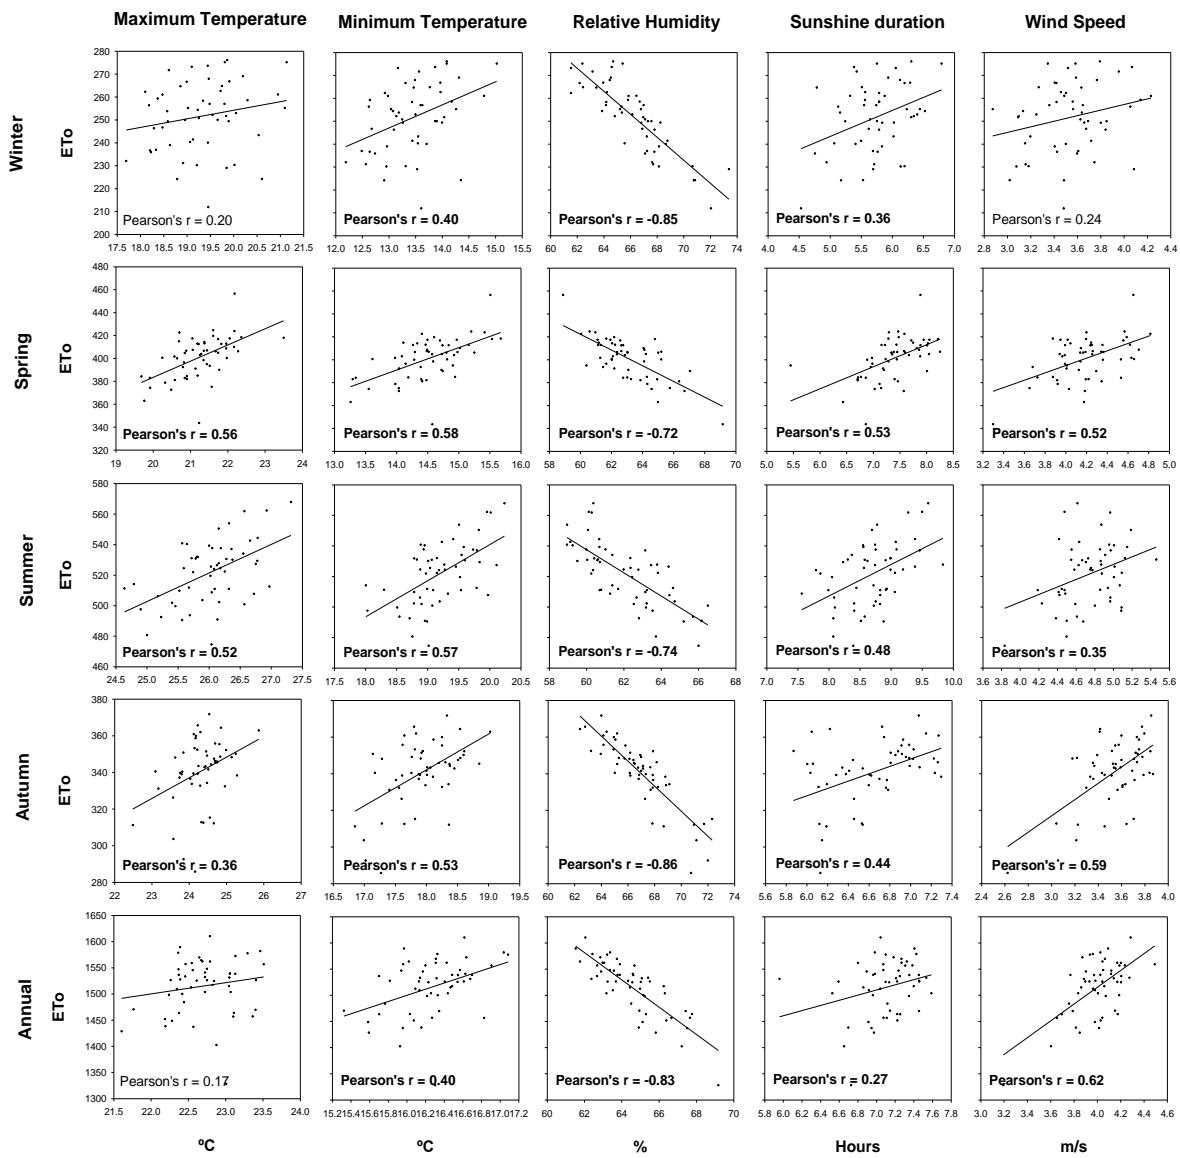 Maximum Temperature Minimum Temperature Relative Humidity Sunshine duration Wind Speed
Winter
ETo
280
270
260
250
240
230
220
210
200
Pearson's r = 0.20 Pearson's r = 0.40 Pearson's r = -0.85 Pearson's r = 0.36 Pearson's r = 0.24
17.5 18.0 18.5 19.0 19.5 20.0 20.5 21.0 21.5 12.0 12.5 13.0 13.5 14.0 14.5 15.0 15.5 60 62 64 66 68 70 72 74 4.0 4.5 5.0 5.5 6.0 6.5 7.0 2.8 3.0 3.2 3.4 3.6 3.8 4.0 4.2 4.4
Spring
ETo
480
460
440
420
400
380
360
340
320
Pearson's r = 0.56 Pearson's r = 0.58 Pearson's r = -0.72 Pearson's r = 0.53 Pearson's r = 0.52
19 20 21 22 23 24 13.0 13.5 14.0 14.5 15.0 15.5 16.0 58 60 62 64 66 68 70 5.0 5.5 6.0 6.5 7.0 7.5 8.0 8.5 3.2 3.4 3.6 3.8 4.0 4.2 4.4 4.6 4.8 5.0
Summer
ETo
580
560
540
520
500
480
460
Pearson's r = 0.52 Pearson's r = 0.57 Pearson's r = -0.74 Pearson's r = 0.48 Pearson's r = 0.35
24.5 25.0 25.5 26.0 26.5 27.0 27.5 17.5 18.0 18.5 19.0 19.5 20.0 20.5 58 60 62 64 66 68 7.0 7.5 8.0 8.5 9.0 9.5 10.0 3.6 3.8 4.0 4.2 4.4 4.6 4.8 5.0 5.2 5.4 5.6
Autumn
ETo
380
360
340
320
300
280
Pearson's r = 0.36 Pearson's r = 0.53 Pearson's r = -0.86 Pearson's r = 0.44 Pearson's r = 0.59
22 23 24 25 26 27 16.5 17.0 17.5 18.0 18.5 19.0 19.5 60 62 64 66 68 70 72 74 5.6 5.8 6.0 6.2 6.4 6.6 6.8 7.0 7.2 7.4 2.4 2.6 2.8 3.0 3.2 3.4 3.6 3.8 4.0
Annual
ETo
1650
1600
1550
1500
1450
1400
1350
1300
Pearson's r = 0.17 Pearson's r = 0.40 Pearson's r = -0.83 Pearson's r = 0.27 Pearson's r = 0.62
21.5 22.0 22.5 23.0 23.5 24.0 15.2 15.4 15.6 15.8 16.0 16.2 16.4 16.6 16.8 17.0 17.2 60 62 64 66 68 70 5.8 6.0 6.2 6.4 6.6 6.8 7.0 7.2 7.4 7.6 7.8 3.0 3.2 3.4 3.6 3.8 4.0 4.2 4.4 4.6
ºC ºC % Hours m/s